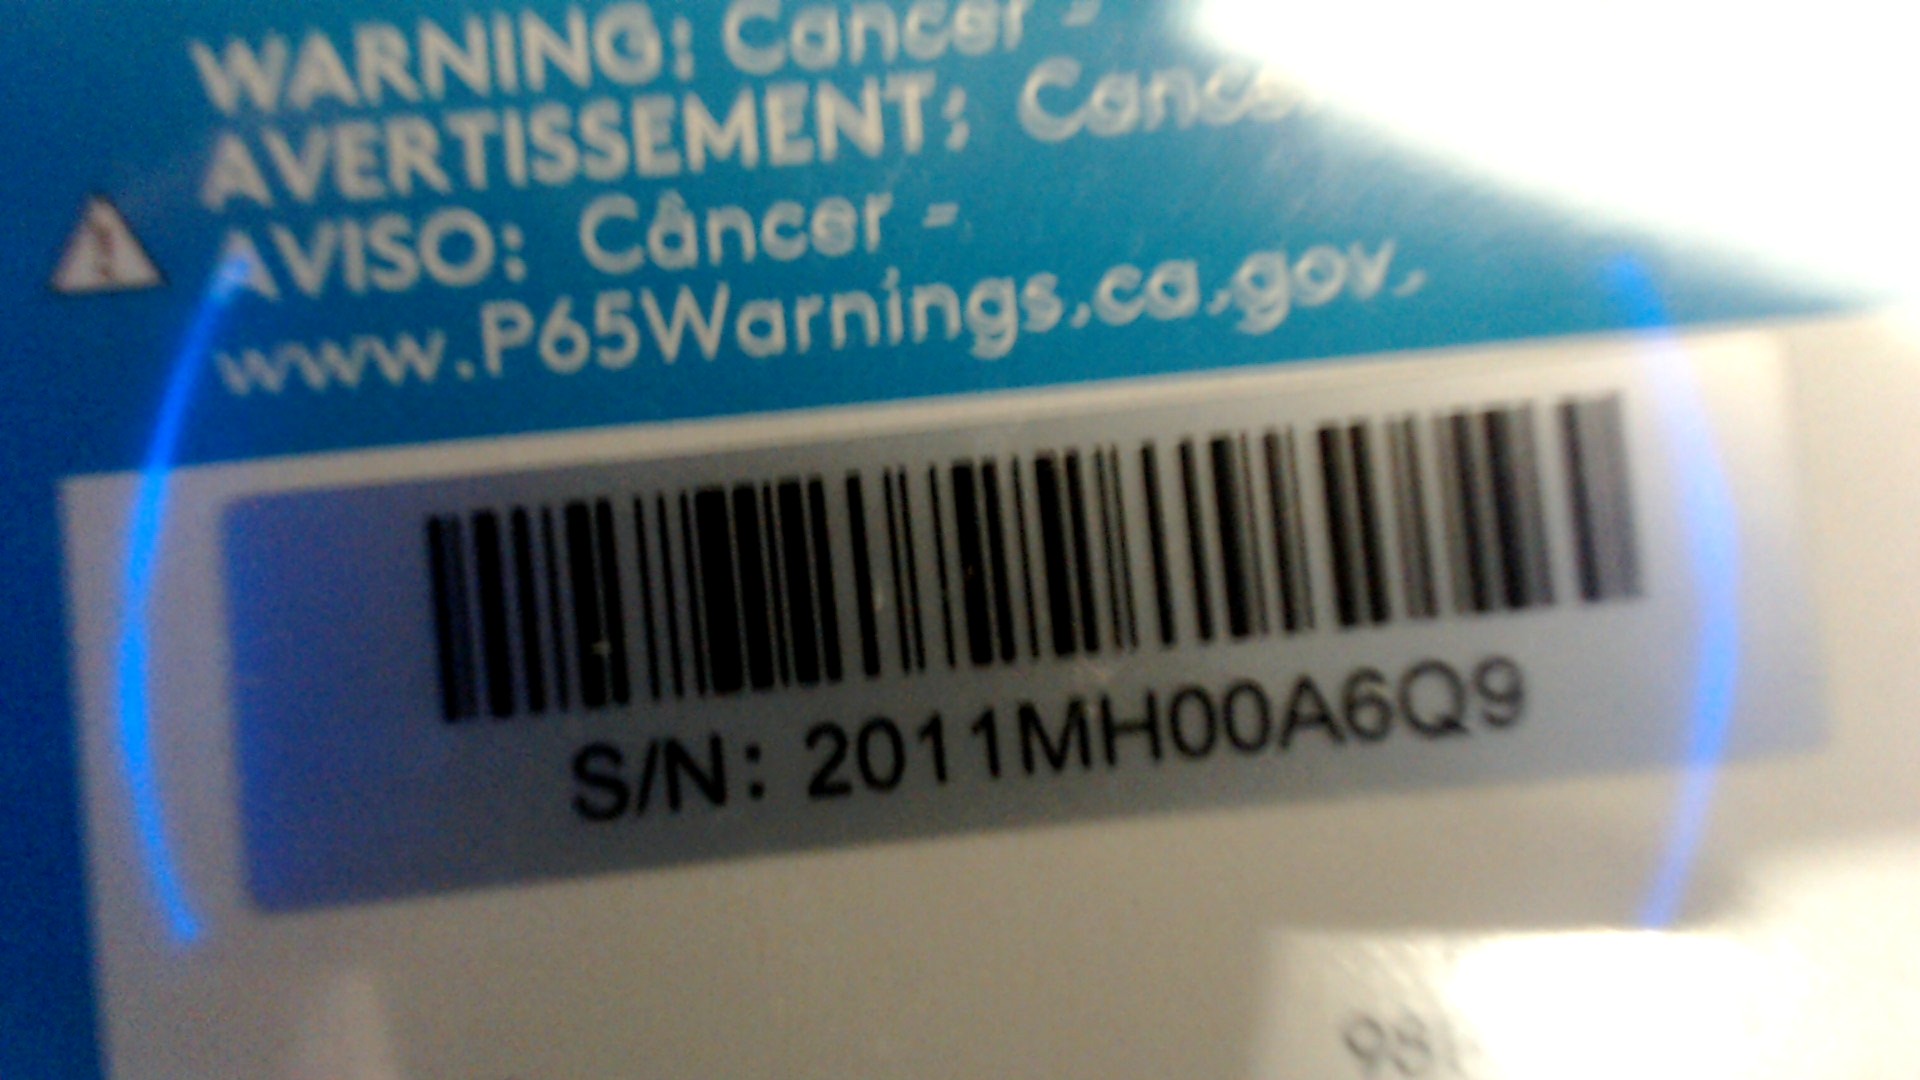 WARNING: Cancer -
AVERTISSEMENT: Cancer
AVISO: Câncer -
www.P65Warnings.ca.gov.
S/N: 2011MH00A6Q9